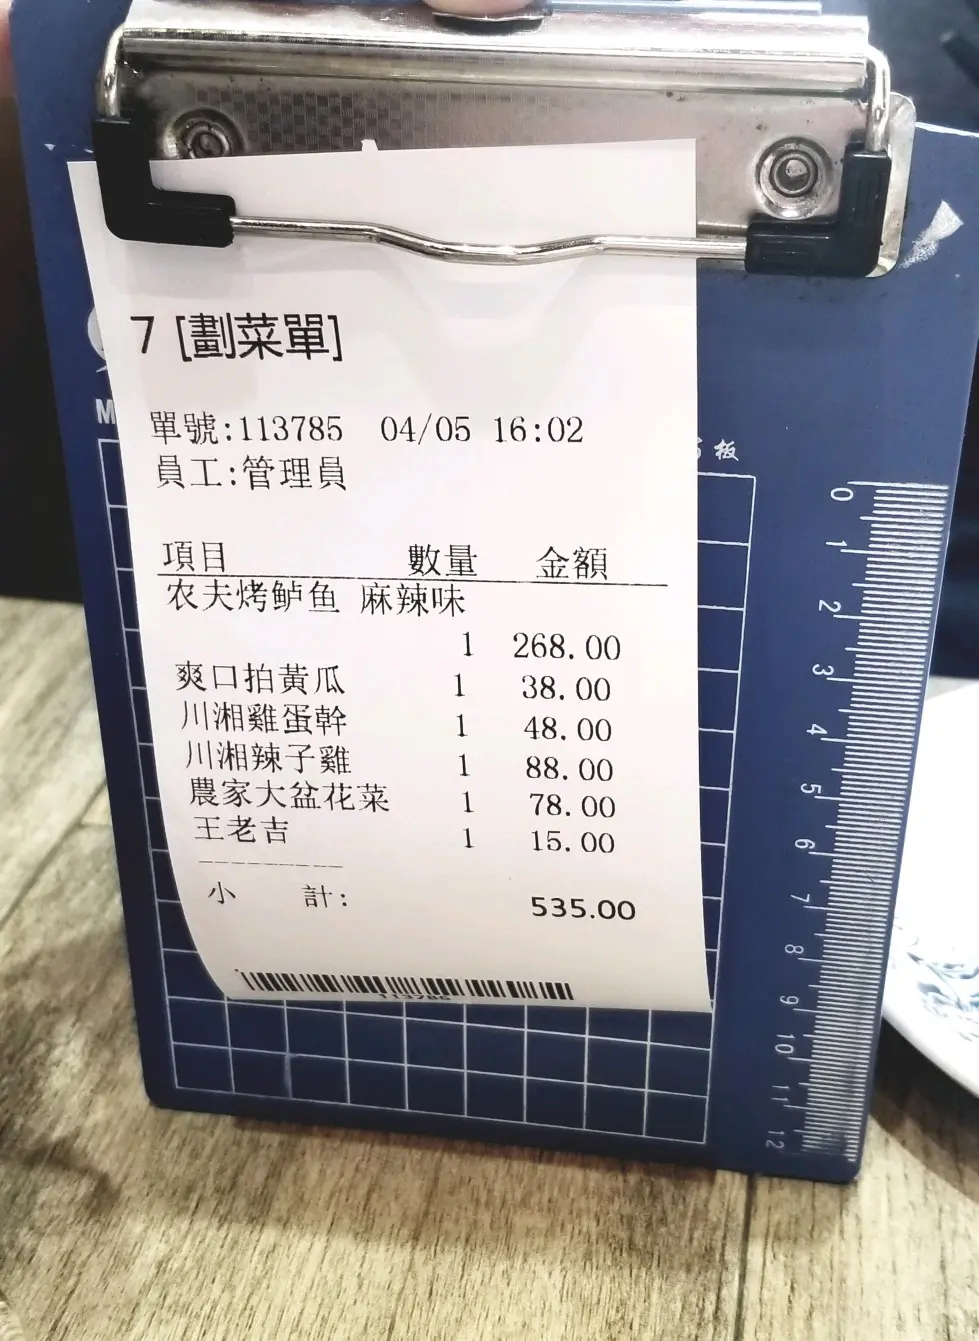 7 [劃菜單]
單號:113785 04/05 16:02
員工:管理員
項目 數量 金額
农夫烤鲈鱼 麻辣味
1 268.00
爽口拍黃瓜 1 38.00
川湘雞蛋幹 1 48.00
川湘辣子雞 1 88.00
農家大盆花菜 1 78.00
王老吉 1 15.00
小 計: 535.00
113785
M
板
0
1
2
3
4
5
6
7
8
9
10
11
12